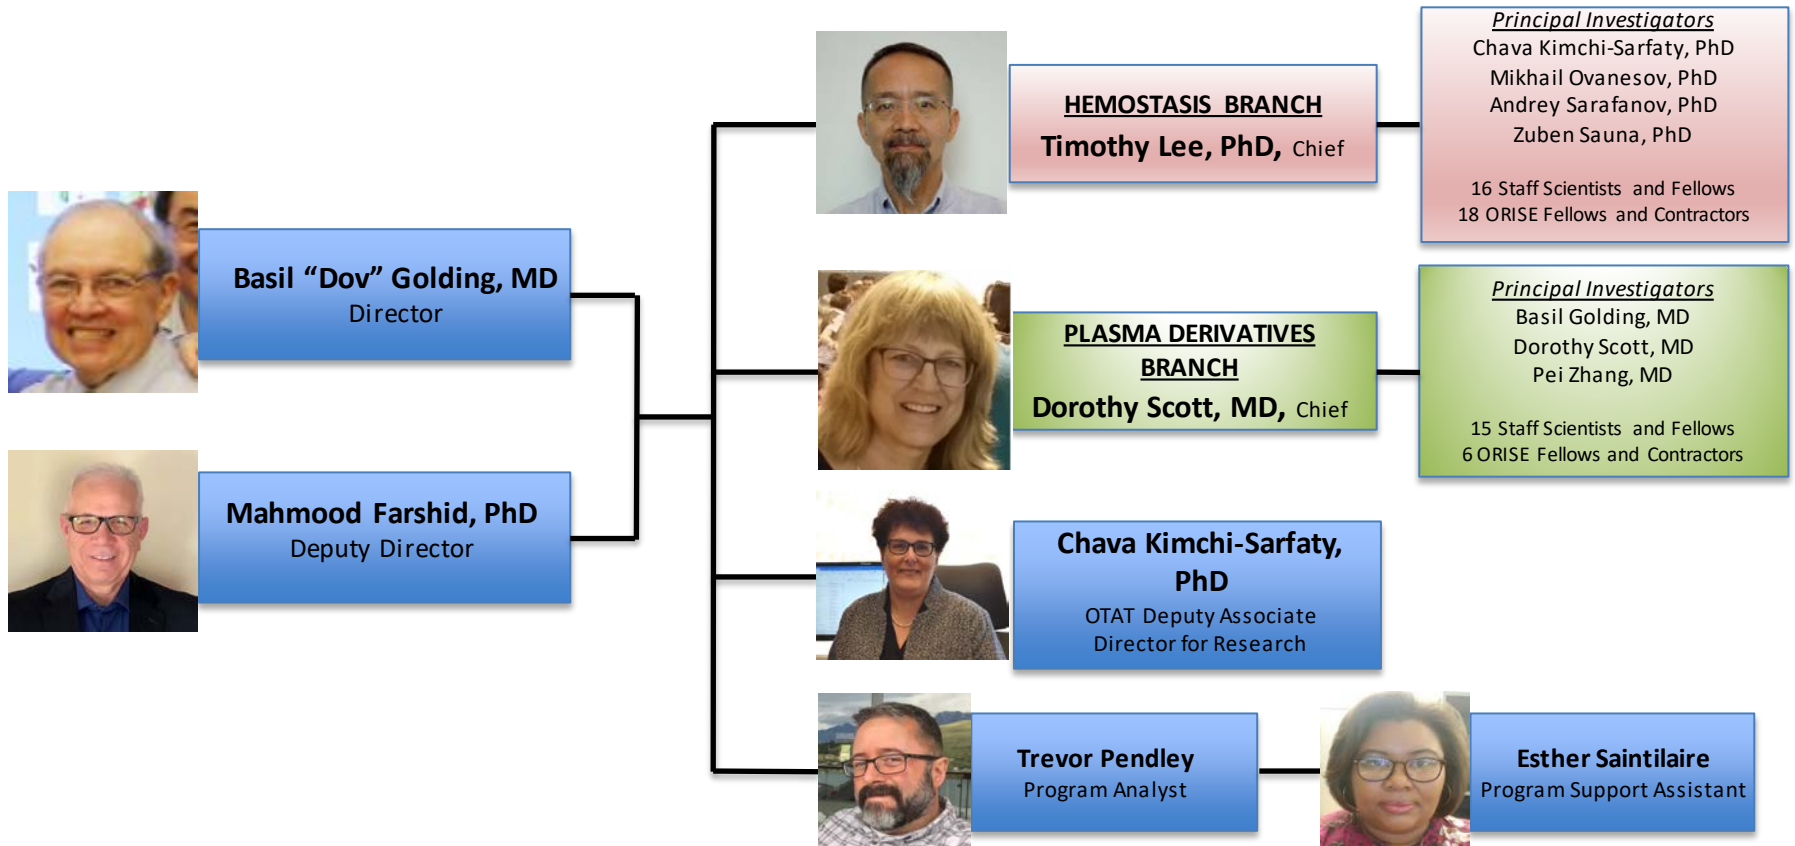 Basil “Dov” Golding, MD
Director
Mahmood Farshid, PhD
Deputy Director
HEMOSTASIS BRANCH
Timothy Lee, PhD, Chief
Principal Investigators
Chava Kimchi-Sarfaty, PhD
Mikhail Ovanesov, PhD
Andrey Sarafanov, PhD
Zuben Sauna, PhD
16 Staff Scientists and Fellows
18 ORISE Fellows and Contractors
PLASMA DERIVATIVES
BRANCH
Dorothy Scott, MD, Chief
Principal Investigators
Basil Golding, MD
Dorothy Scott, MD
Pei Zhang, MD
15 Staff Scientists and Fellows
6 ORISE Fellows and Contractors
Chava Kimchi-Sarfaty,
PhD
OTAT Deputy Associate
Director for Research
Trevor Pendley
Program Analyst
Esther Saintilaire
Program Support Assistant